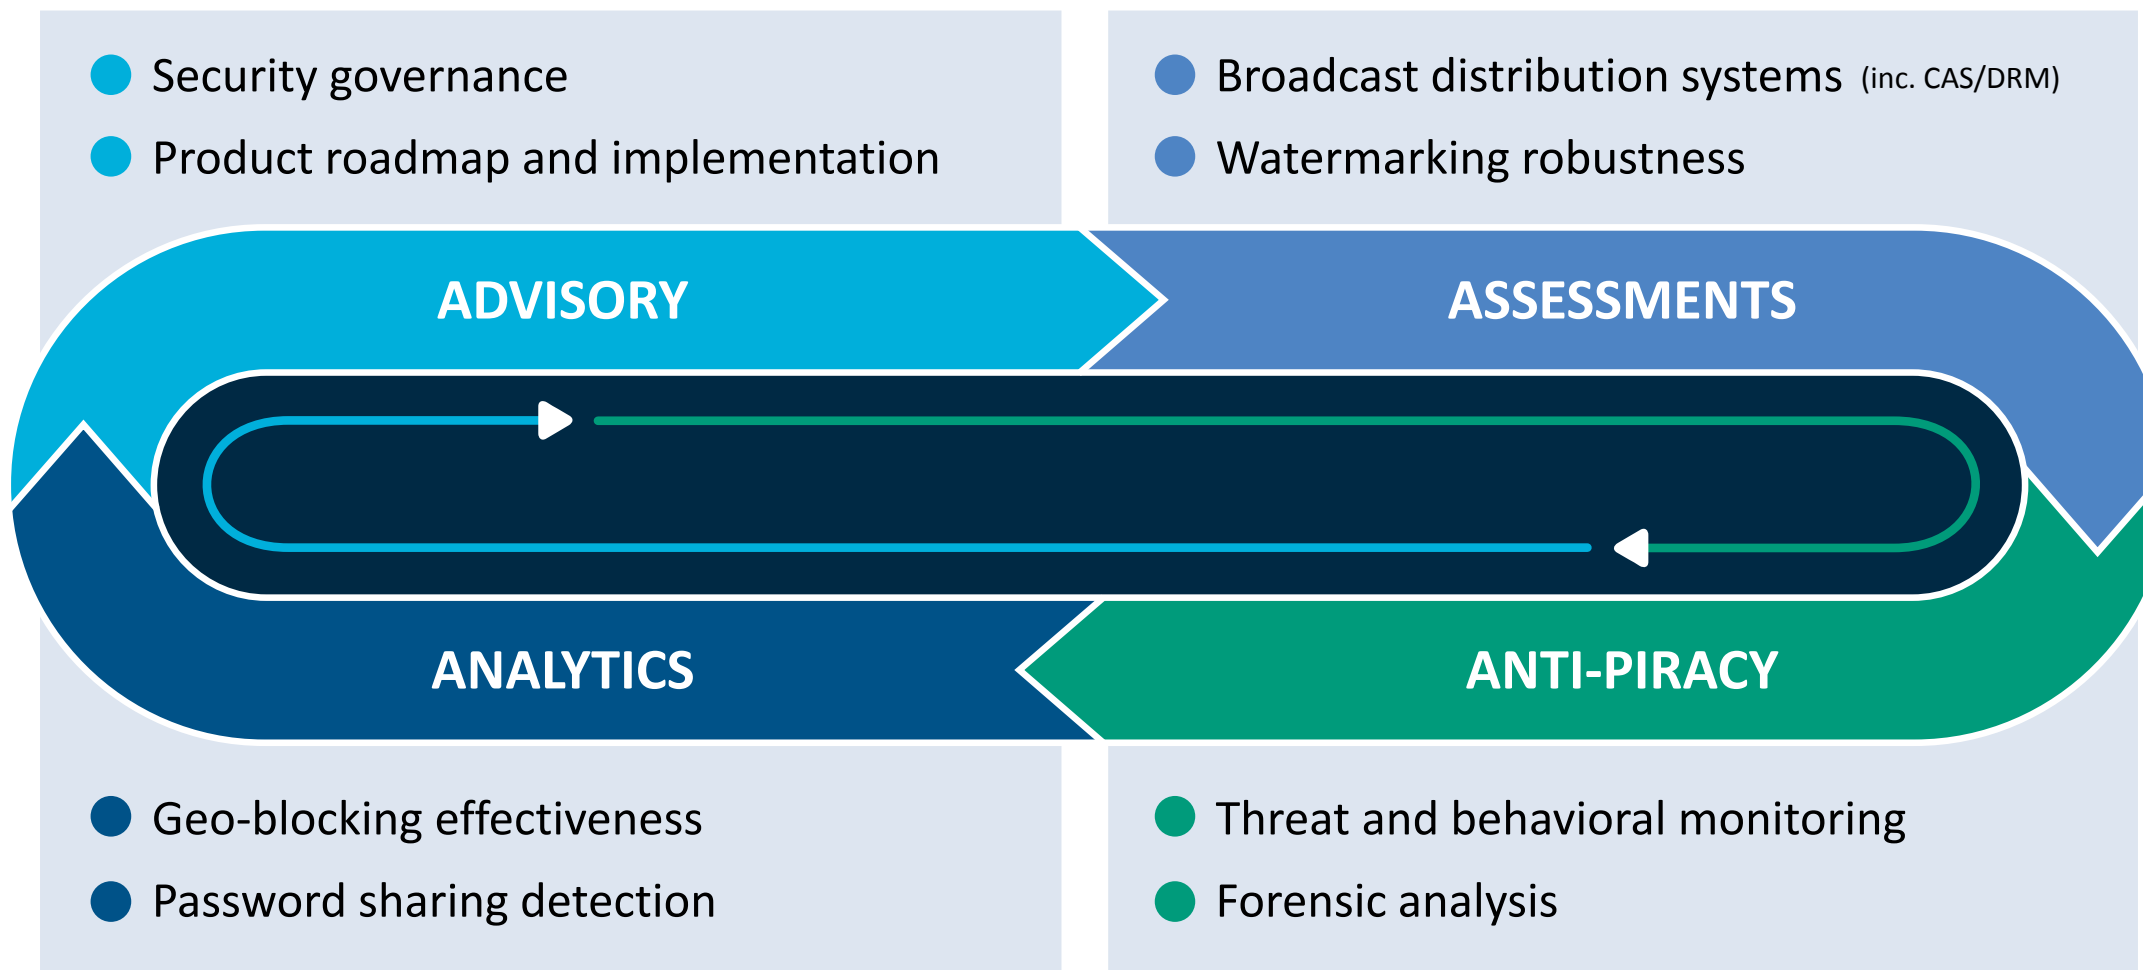 Security governance
Product roadmap and implementation
Broadcast distribution systems (inc. CAS/DRM)
Watermarking robustness
ADVISORY
ASSESSMENTS
ANALYTICS
ANTI-PIRACY
Geo-blocking effectiveness
Password sharing detection
Threat and behavioral monitoring
Forensic analysis